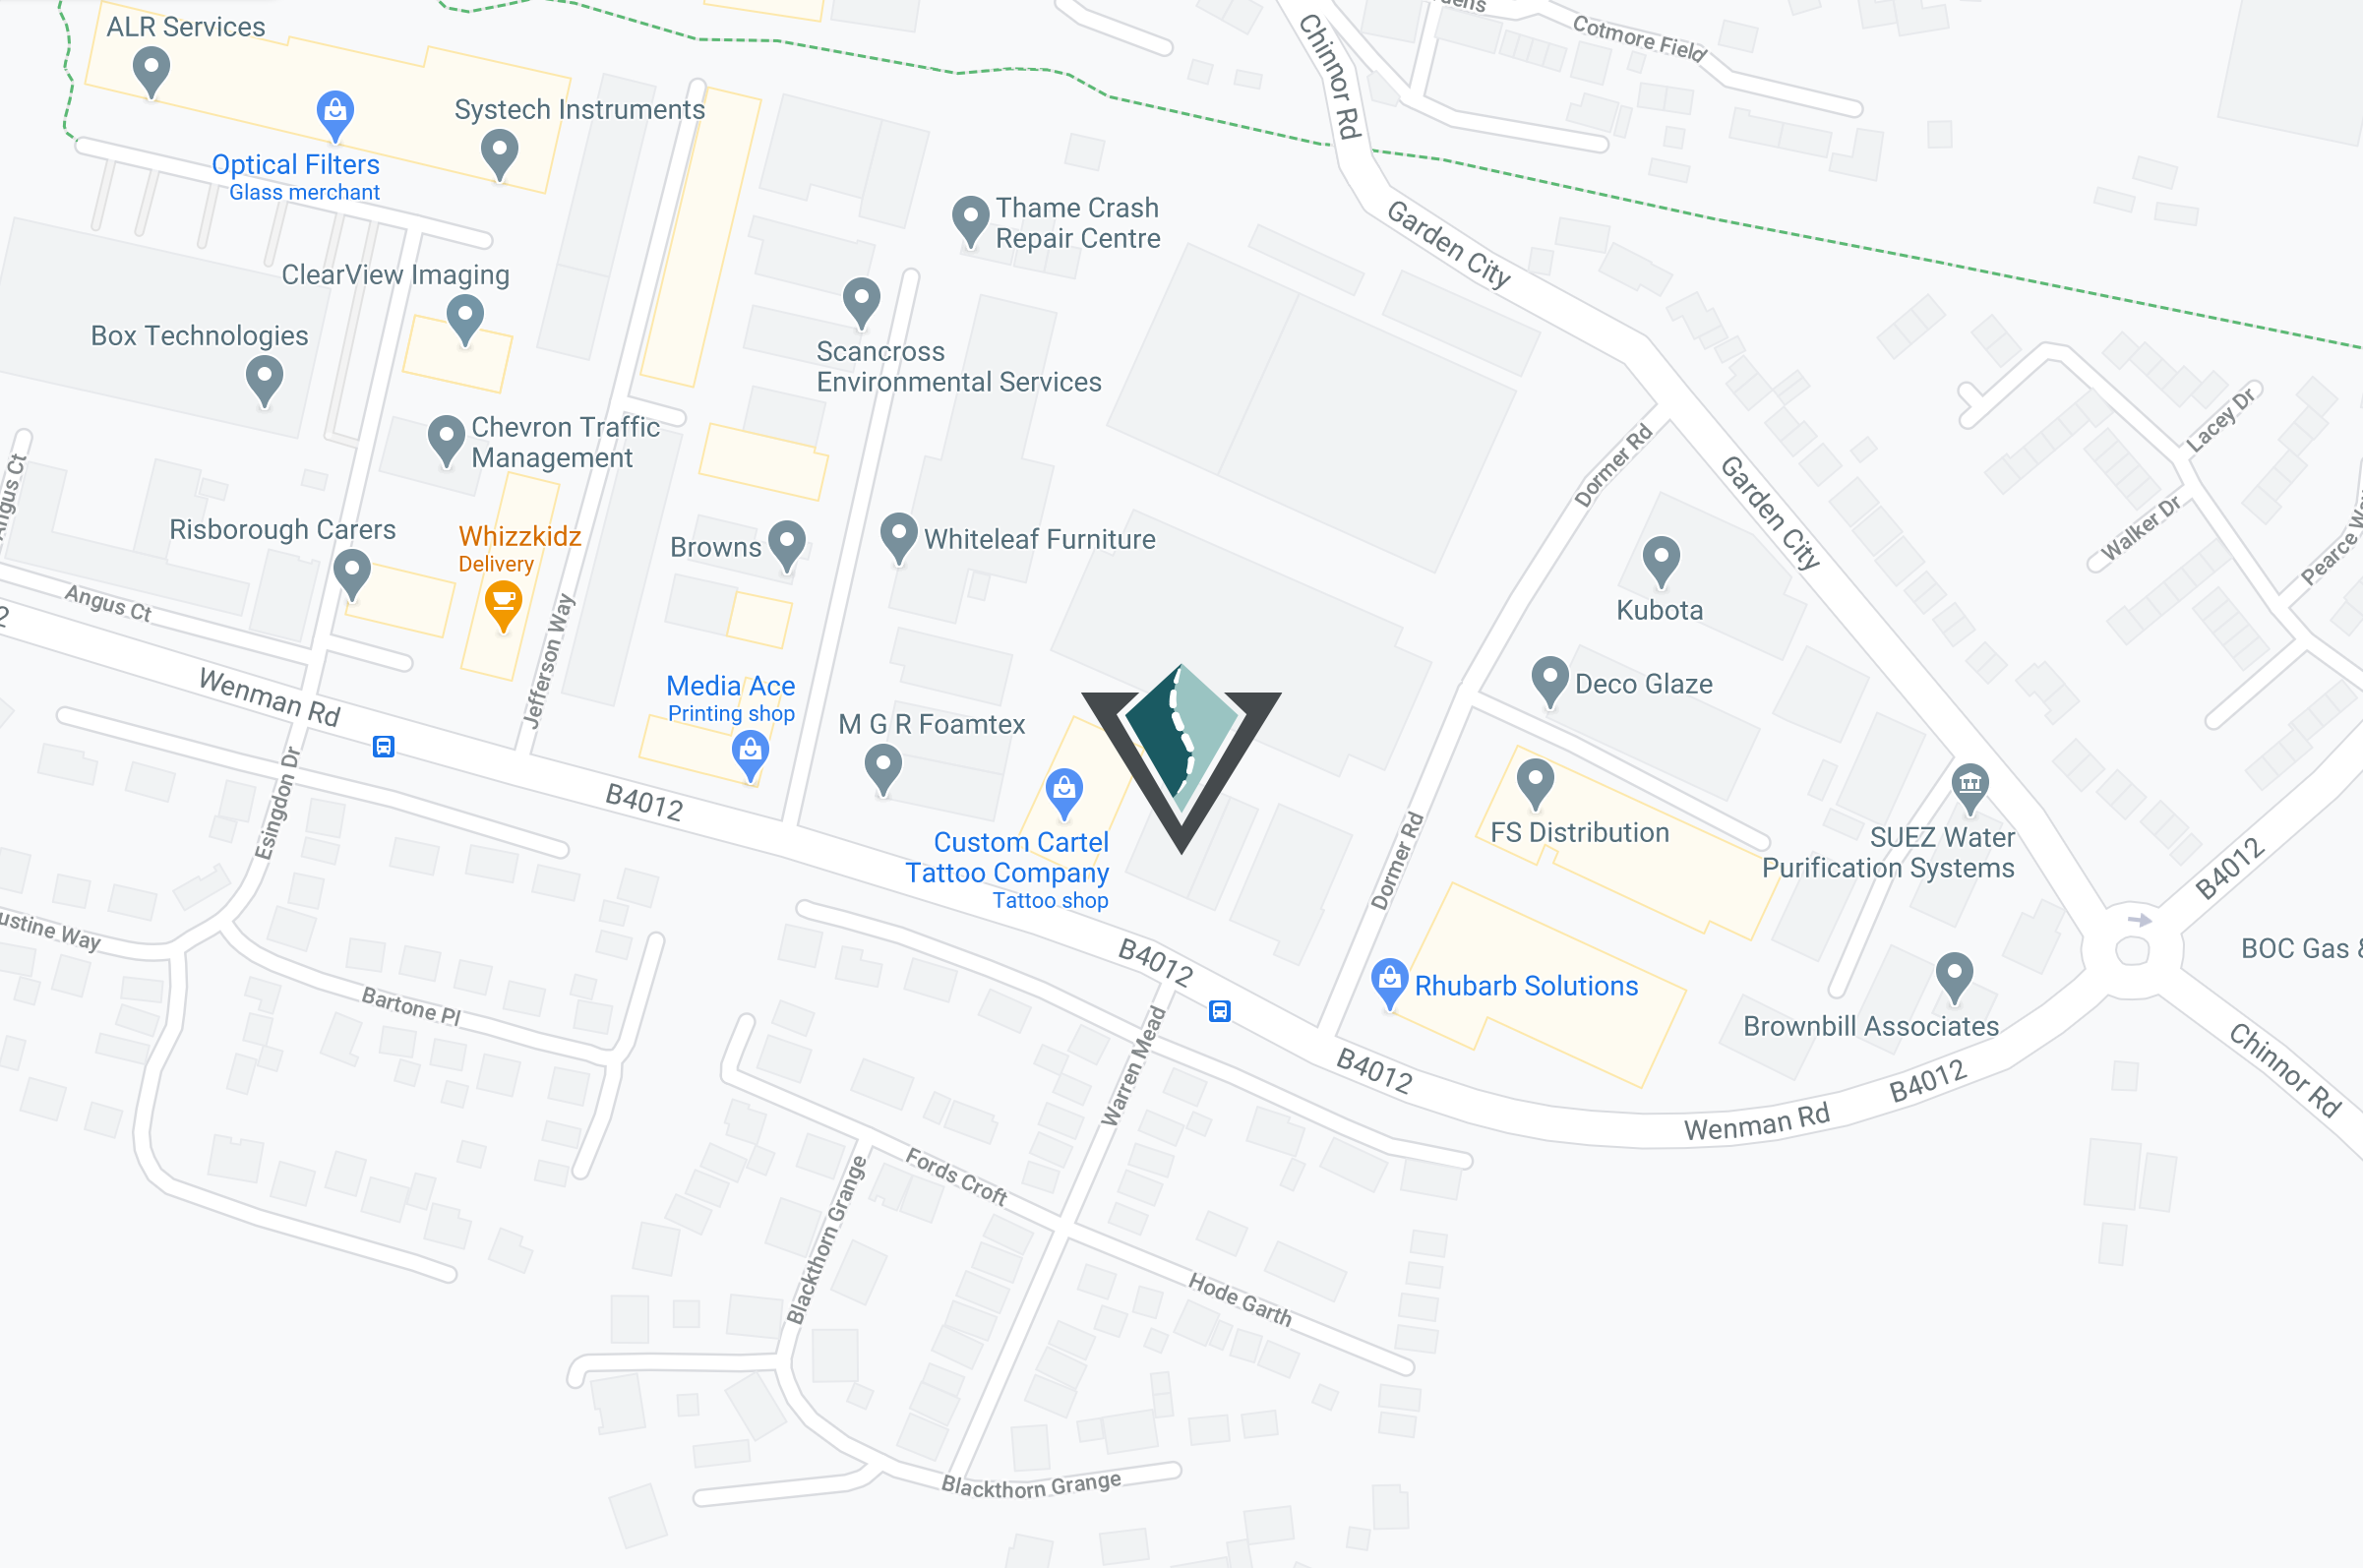 ALR Services
Optical Filters
Glass merchant
Systech Instruments
Chinnor Rd
Cotmore Field
Thame Crash
Repair Centre
Garden City
ClearView Imaging
Box Technologies
Scancross
Environmental Services
Chevron Traffic
Management
Dormer Rd
Garden City
Lacey Dr
Walker Dr
Angus Ct
Risborough Carers
Whizzkidz
Delivery
Browns
Whiteleaf Furniture
Kubota
Angus Ct
Wenman Rd
Jefferson Way
Media Ace
Printing shop
M G R Foamtex
Deco Glaze
Esingdon Dr
B4012
Custom Cartel
Tattoo Company
Tattoo shop
Dormer Rd
FS Distribution
SUEZ Water
Purification Systems
B4012
BOC Gas &
B4012
Rhubarb Solutions
Brownbill Associates
Bartone Pl
Warren Mead
B4012
Wenman Rd
B4012
Chinnor Rd
Fords Croft
Blackthorn Grange
Hode Garth
Blackthorn Grange